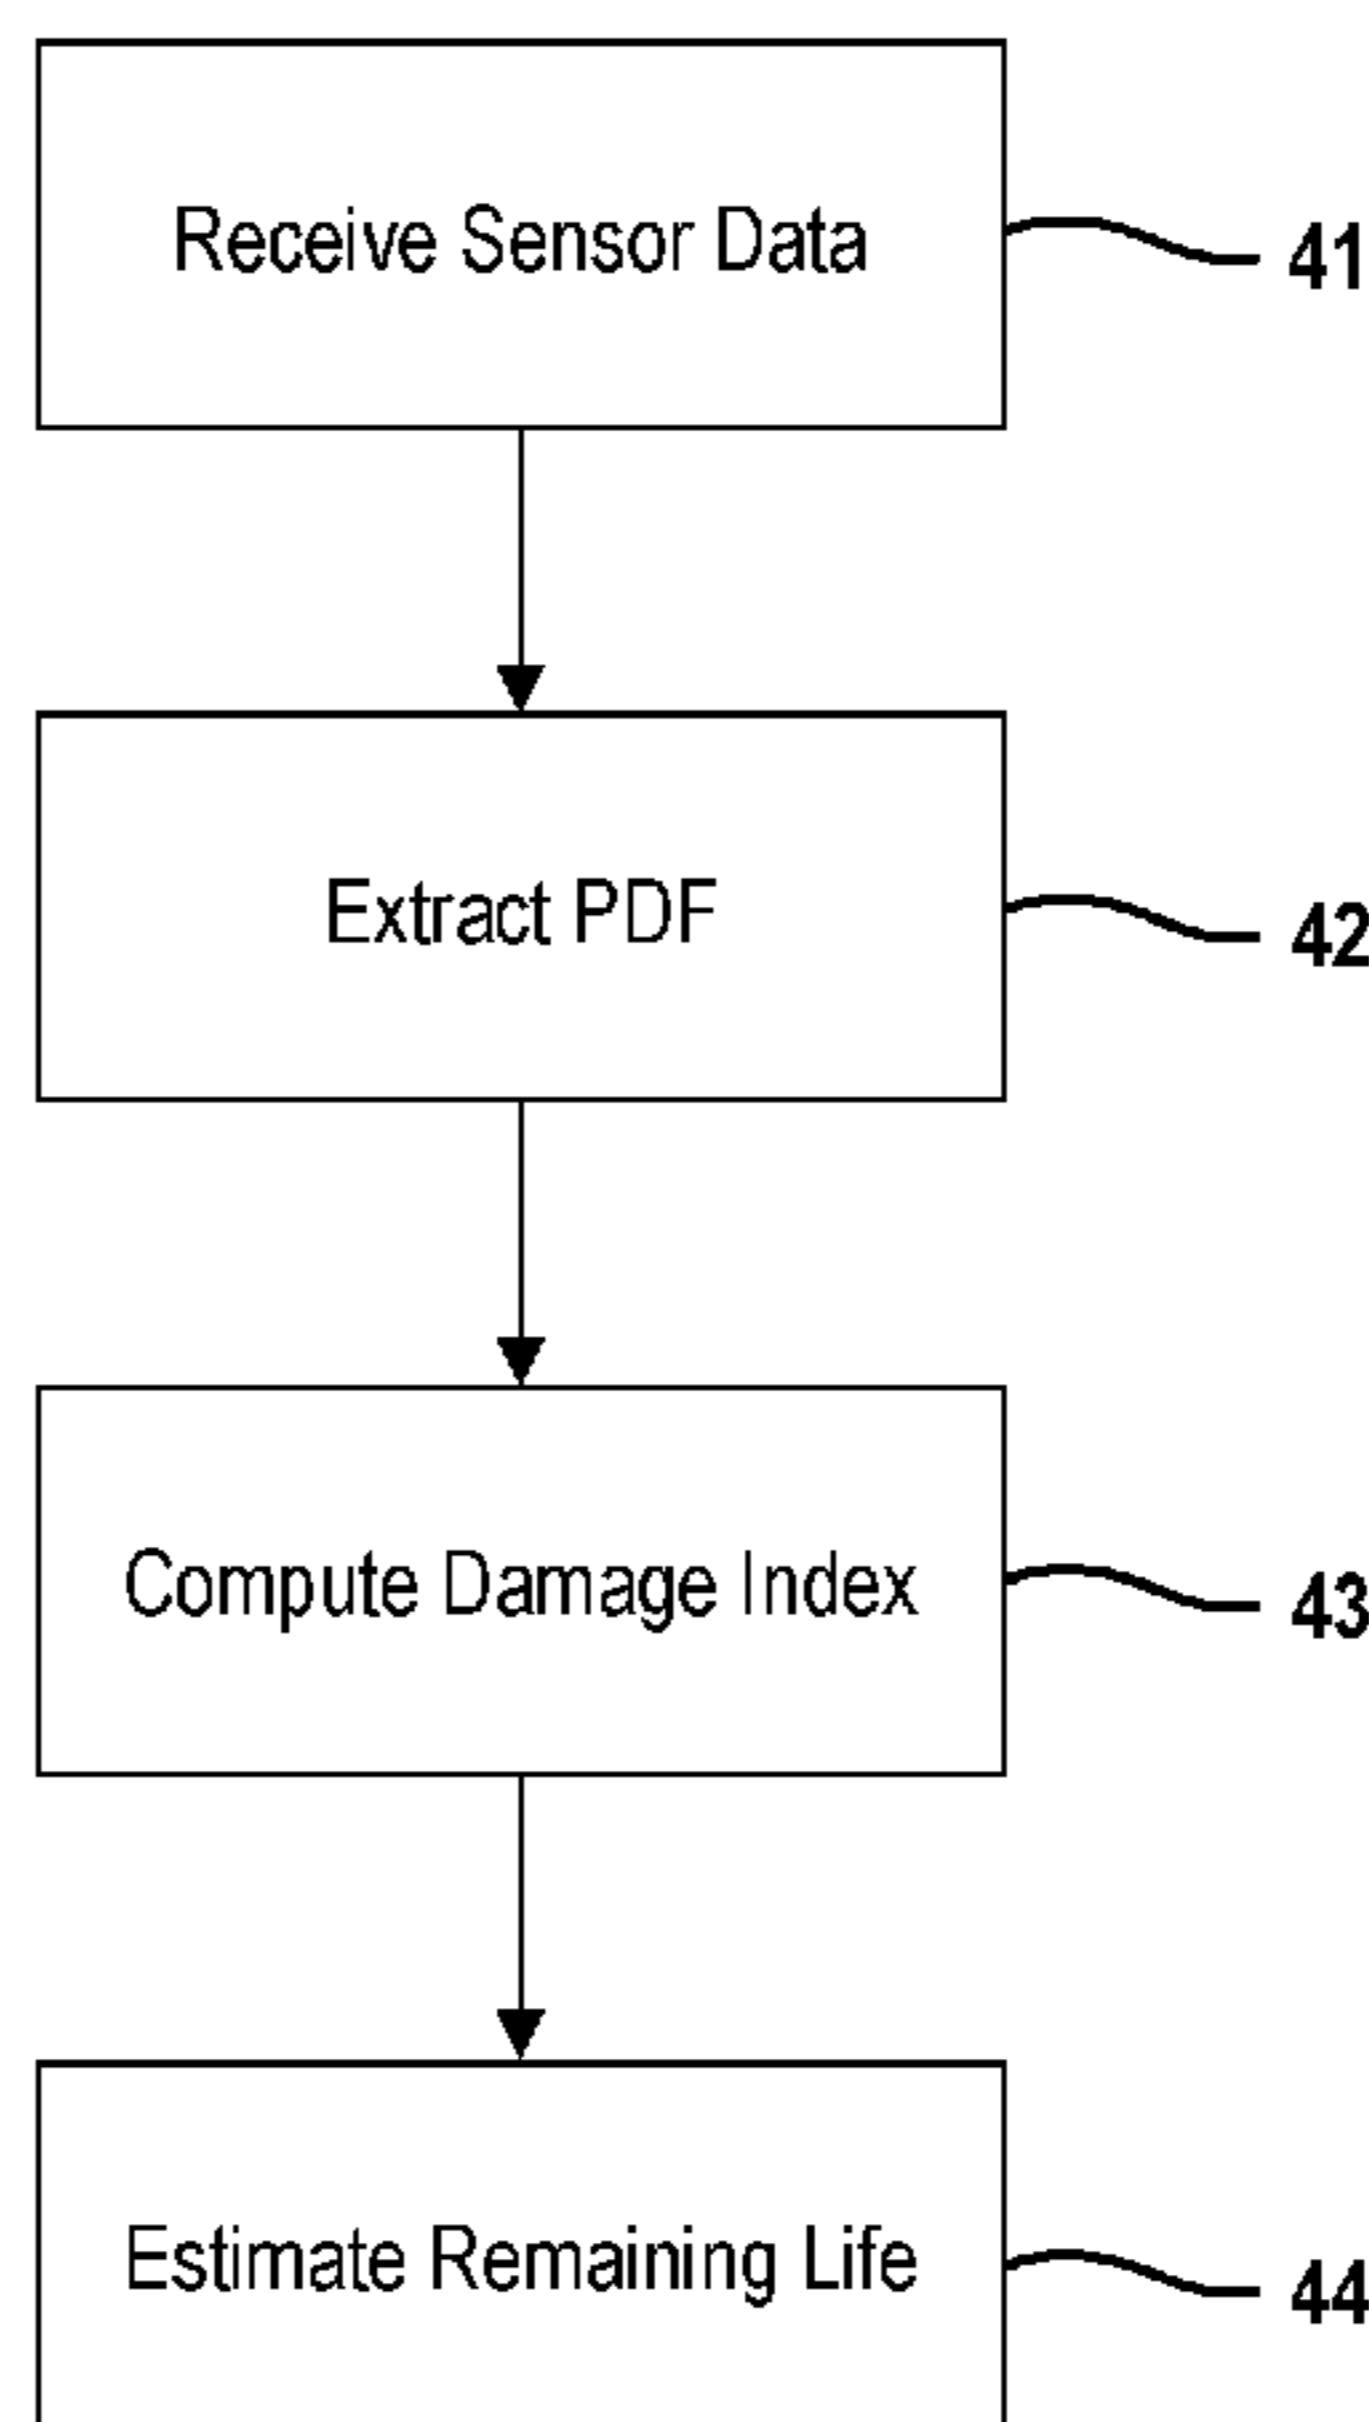 Receive Sensor Data
41
Extract PDF
42
Compute Damage Index
43
Estimate Remaining Life
44